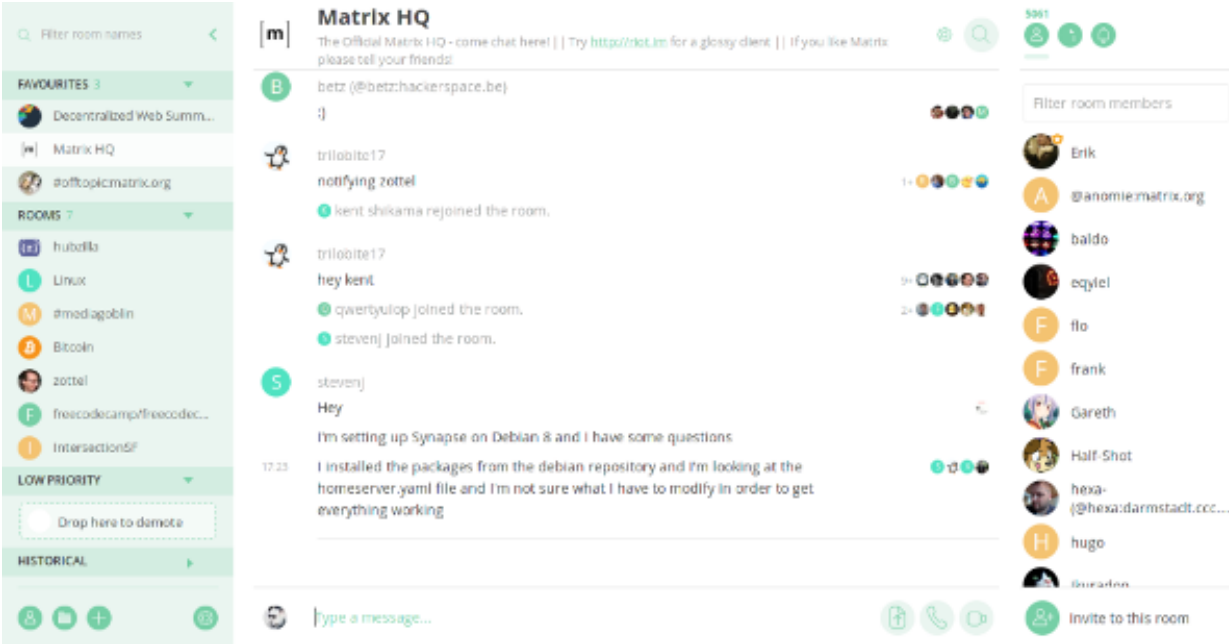 Filter room names
FAVOURITES 3
Decentralized Web Summ...
[m] Matrix HQ
#offtopic:matrix.org
ROOMS 7
hubzilla
L Linux
M #mediagoblin
Bitcoin
zottel
F freecodecamp/freecodec...
I IntersectionSF
LOW PRIORITY
Drop here to demote
HISTORICAL
[m]
Matrix HQ
The Official Matrix HQ - come chat here! || Try http://riot.im for a glossy client || If you like Matrix
please tell your friends!
B betz (@betz:hackerspace.be)
:)
trilobite17
notifying zottel
1+
kent shikama rejoined the room.
trilobite17
hey kent
9+
qwertyuiop joined the room.
2+
S stevenj joined the room.
S stevenj
Hey
I'm setting up Synapse on Debian 8 and I have some questions
17:23 I installed the packages from the debian repository and I'm looking at the
homeserver.yaml file and I'm not sure what I have to modify in order to get
everything working
Type a message...
5061
Filter room members
Erik
A @anomie:matrix.org
baldo
eqyiel
F flo
F frank
Gareth
Half-Shot
hexa-
(@hexa:darmstadt.ccc....
H hugo
Invite to this room